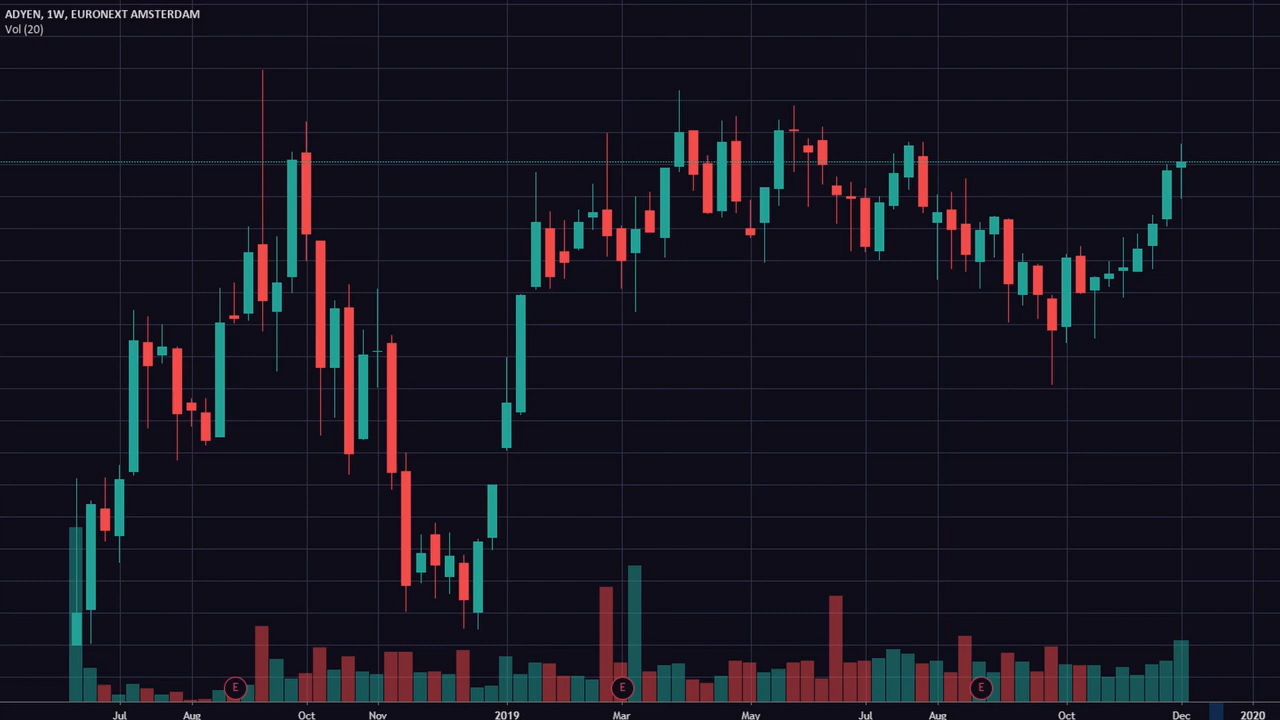 ADYEN, 1W, EURONEXT AMSTERDAM
Vol (20)
E E E
Jul Aug Oct Nov 2019 Mar May Jul Aug Oct Dec 2020